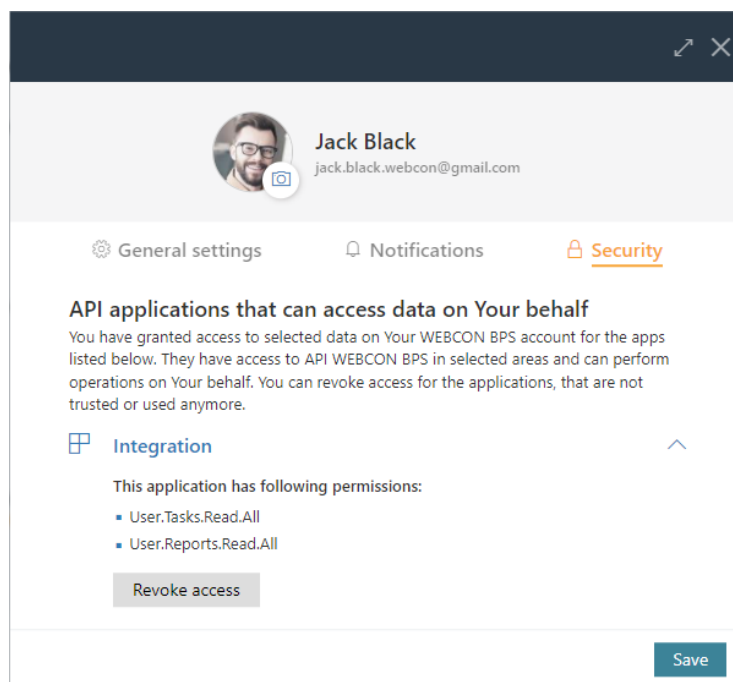 Jack Black
jack.black.webcon@gmail.com
General settings
Notifications
Security
API applications that can access data on Your behalf
You have granted access to selected data on Your WEBCON BPS account for the apps
listed below. They have access to API WEBCON BPS in selected areas and can perform
operations on Your behalf. You can revoke access for the applications, that are not
trusted or used anymore.
Integration
This application has following permissions:
User.Tasks.Read.All
User.Reports.Read.All
Revoke access
Save